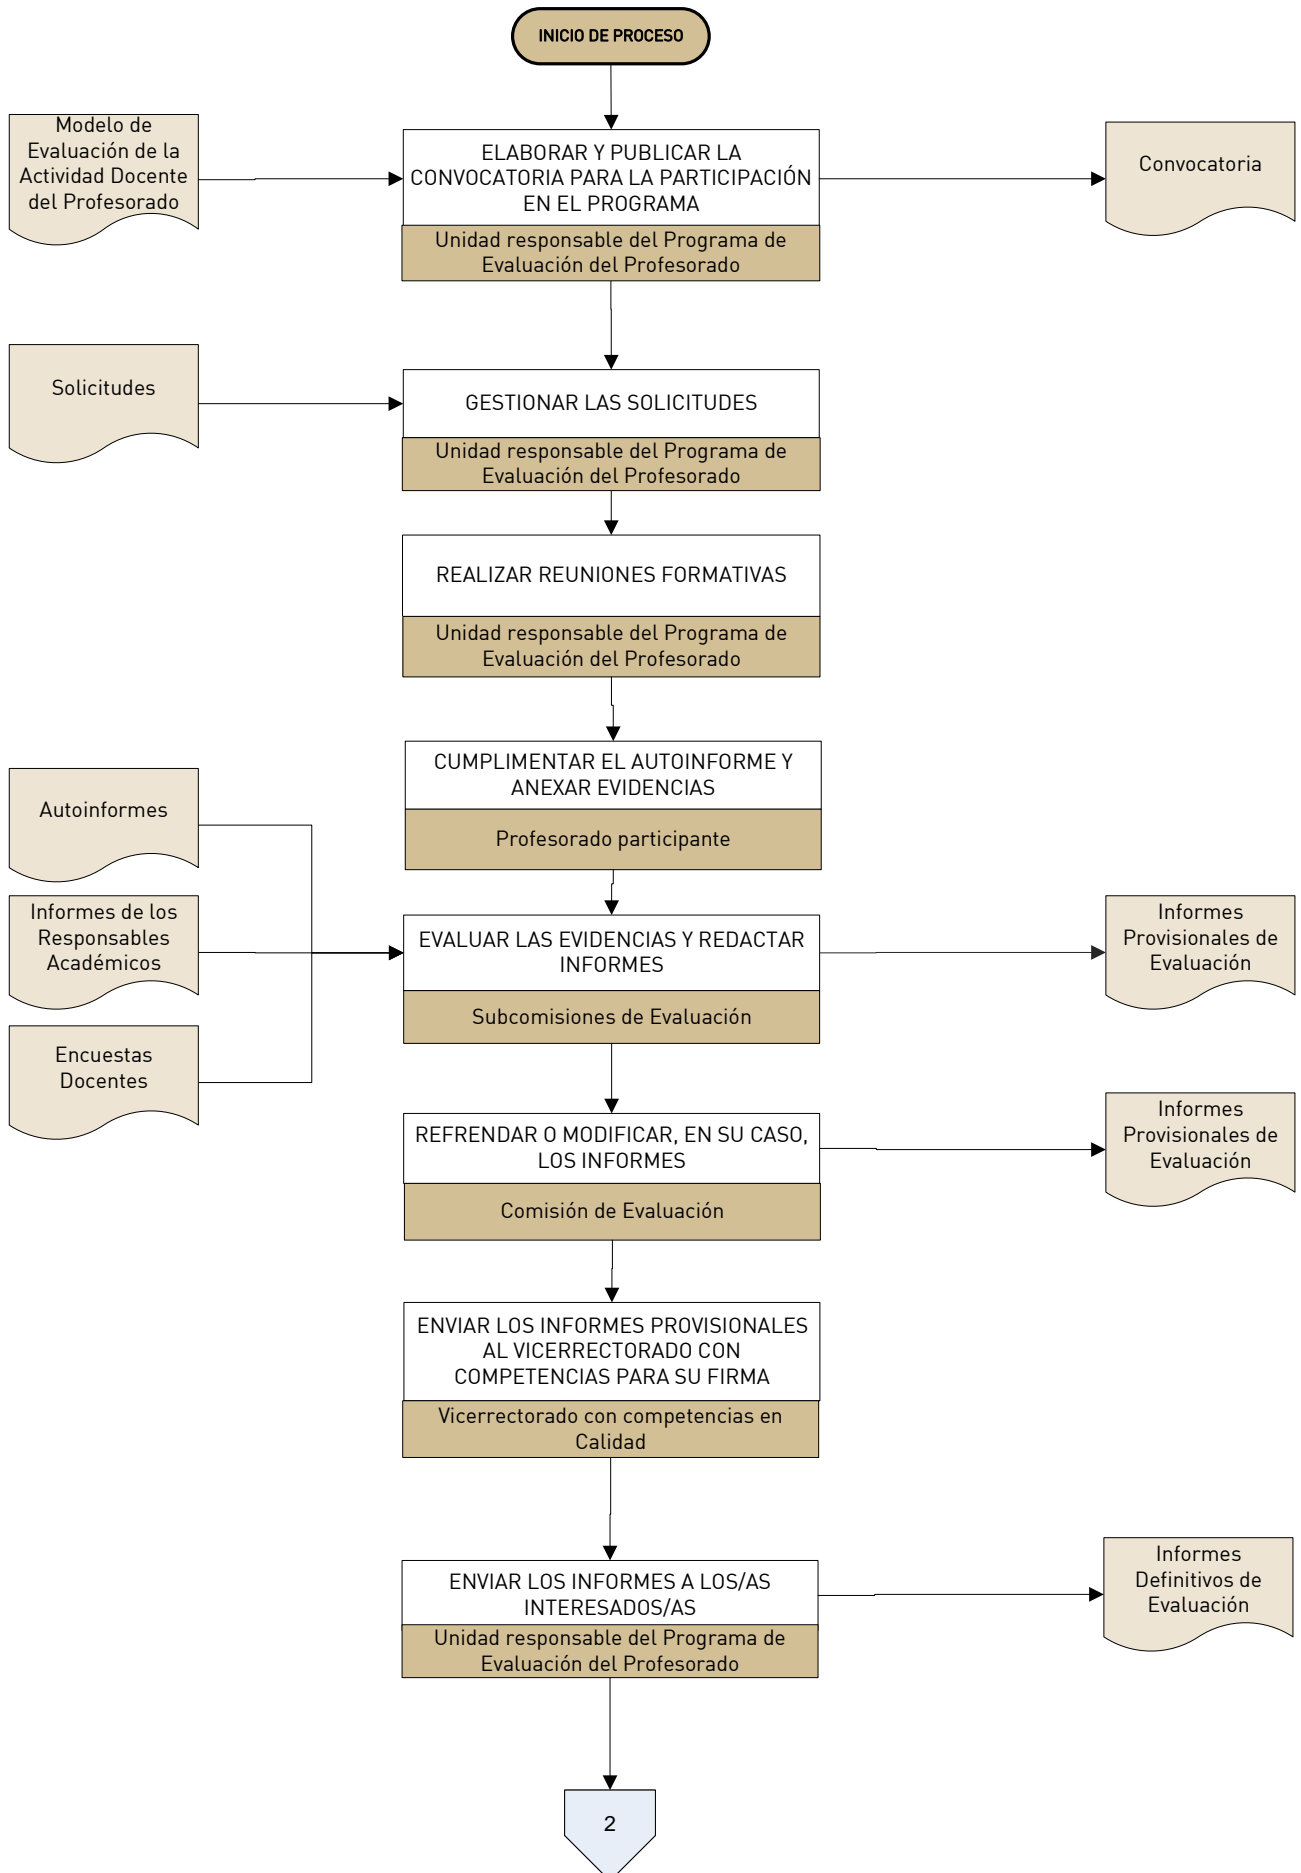 INICIO DE PROCESO
Modelo de
Evaluación de la
Actividad Docente
del Profesorado
ELABORAR Y PUBLICAR LA
CONVOCATORIA PARA LA PARTICIPACIÓN
EN EL PROGRAMA
Unidad responsable del Programa de
Evaluación del Profesorado
Convocatoria
Solicitudes
GESTIONAR LAS SOLICITUDES
Unidad responsable del Programa de
Evaluación del Profesorado
REALIZAR REUNIONES FORMATIVAS
Unidad responsable del Programa de
Evaluación del Profesorado
CUMPLIMENTAR EL AUTOINFORME Y
ANEXAR EVIDENCIAS
Profesorado participante
Autoinformes
Informes de los
Responsables
Académicos
Encuestas
Docentes
EVALUAR LAS EVIDENCIAS Y REDACTAR
INFORMES
Subcomisiones de Evaluación
Informes
Provisionales de
Evaluación
REFRENDAR O MODIFICAR, EN SU CASO,
LOS INFORMES
Comisión de Evaluación
Informes
Provisionales de
Evaluación
ENVIAR LOS INFORMES PROVISIONALES
AL VICERRECTORADO CON
COMPETENCIAS PARA SU FIRMA
Vicerrectorado con competencias en
Calidad
ENVIAR LOS INFORMES A LOS/AS
INTERESADOS/AS
Unidad responsable del Programa de
Evaluación del Profesorado
Informes
Definitivos de
Evaluación
2